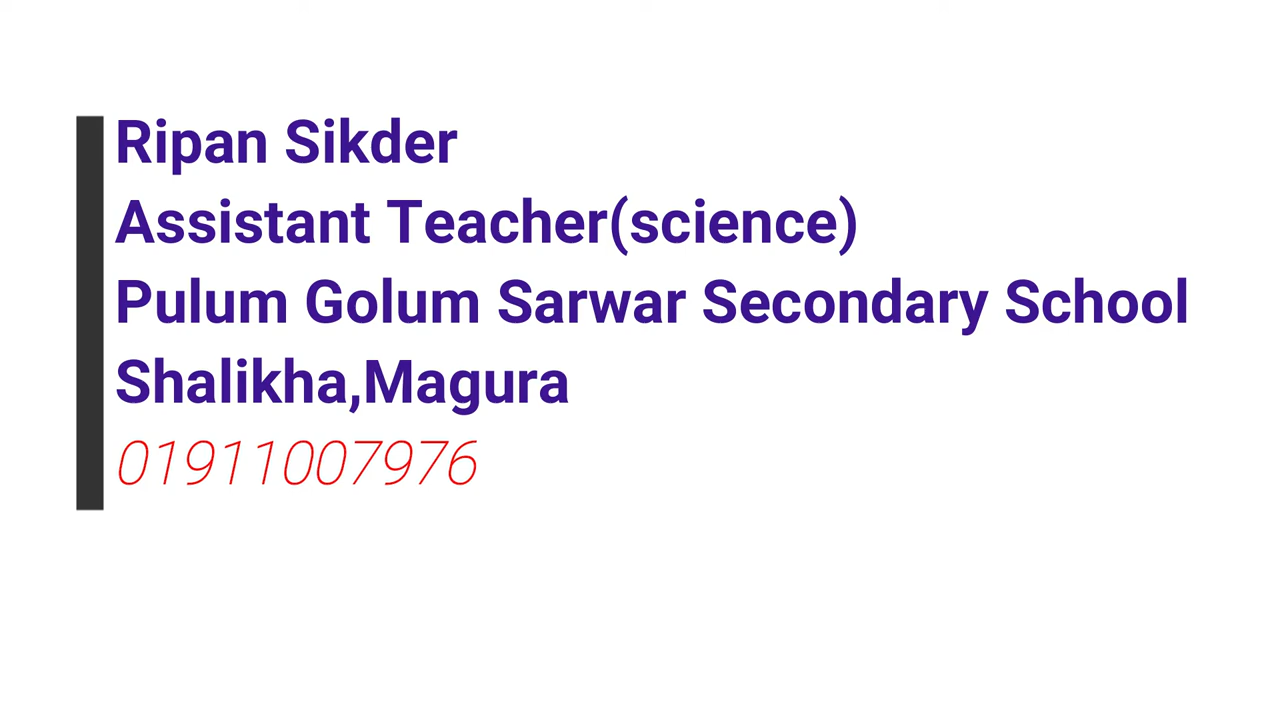 Ripan Sikder
Assistant Teacher(science)
Pulum Golum Sarwar Secondary School
Shalikha,Magura
01911007976